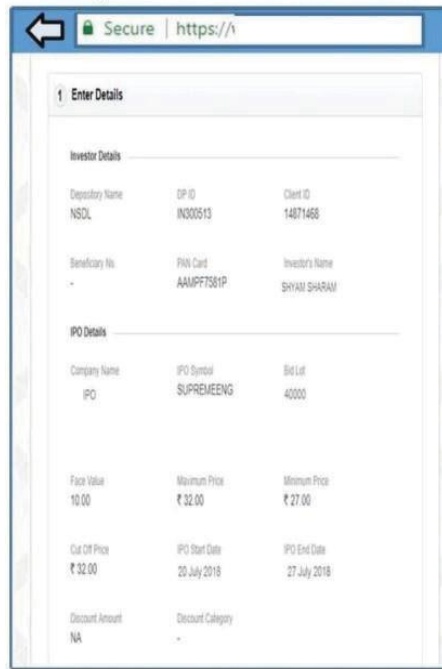 Secure | https://
1 Enter Details
Investor Details
Depository Name DP ID Client ID
NSDL IN300513 14871468
Beneficiary No. PAN Card Investor's Name
- AAMPF7581P SHYAM SHARAM
IPO Details
Company Name IPO Symbol Bid Lot
IPO SUPREMEENG 40000
Face Value Maximum Price Minimum Price
10.00 ₹ 32.00 ₹ 27.00
Cut Off Price IPO Start Date IPO End Date
₹ 32.00 20 July 2018 27 July 2018
Discount Amount Discount Category
NA -